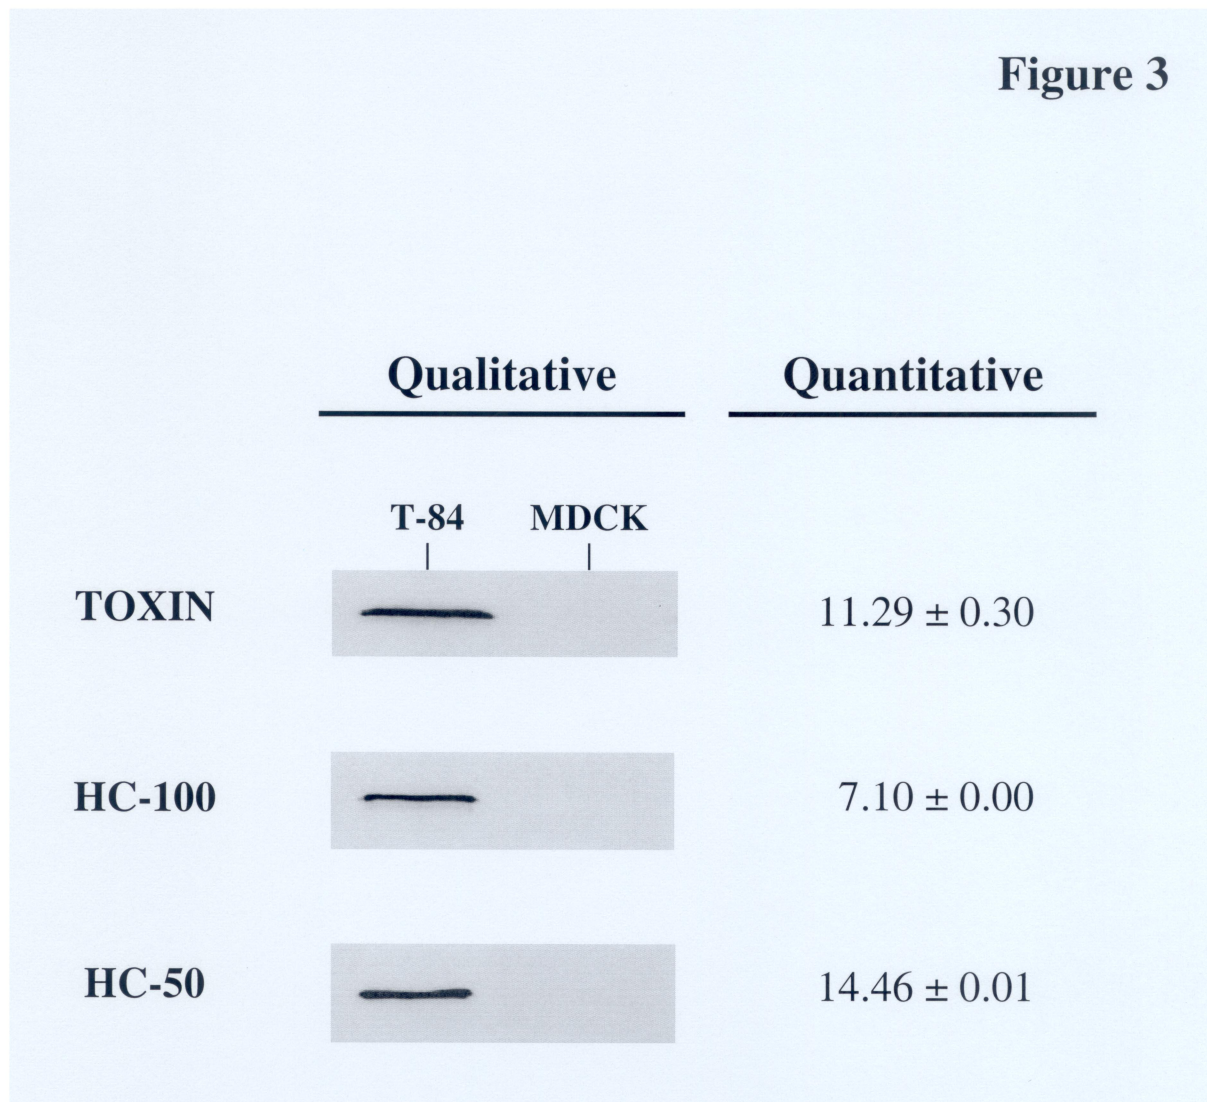 Figure 3
Qualitative Quantitative
T-84 MDCK
TOXIN 11.29 ± 0.30
HC-100 7.10 ± 0.00
HC-50 14.46 ± 0.01